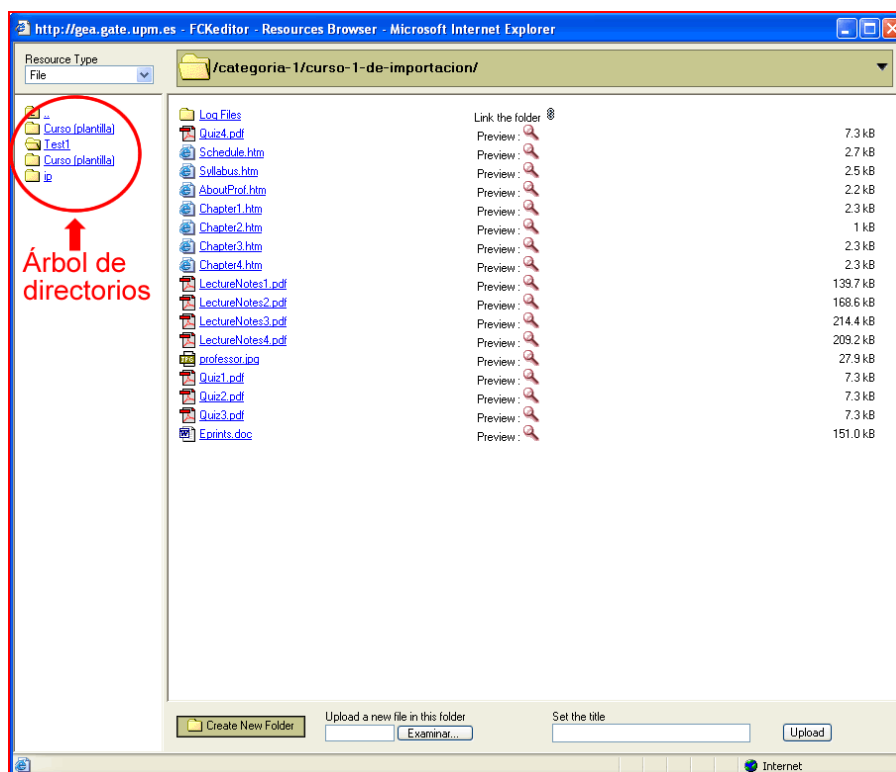 http://gea.gate.upm.es - FCKeditor - Resources Browser - Microsoft Internet Explorer
Resource Type
File
/categoria-1/curso-1-de-importacion/
..
Curso (plantilla)
Test1
Curso (plantilla)
ip
Árbol de
directorios
Log Files Link the folder
Quiz4.pdf Preview : 7.3 kB
Schedule.htm Preview : 2.7 kB
Syllabus.htm Preview : 2.5 kB
AboutProf.htm Preview : 2.2 kB
Chapter1.htm Preview : 2.3 kB
Chapter2.htm Preview : 1 kB
Chapter3.htm Preview : 2.3 kB
Chapter4.htm Preview : 2.3 kB
LectureNotes1.pdf Preview : 139.7 kB
LectureNotes2.pdf Preview : 168.6 kB
LectureNotes3.pdf Preview : 214.4 kB
LectureNotes4.pdf Preview : 209.2 kB
professor.jpg Preview : 27.9 kB
Quiz1.pdf Preview : 7.3 kB
Quiz2.pdf Preview : 7.3 kB
Quiz3.pdf Preview : 7.3 kB
Eprints.doc Preview : 151.0 kB
Create New Folder
Upload a new file in this folder
Examinar...
Set the title
Upload
Internet